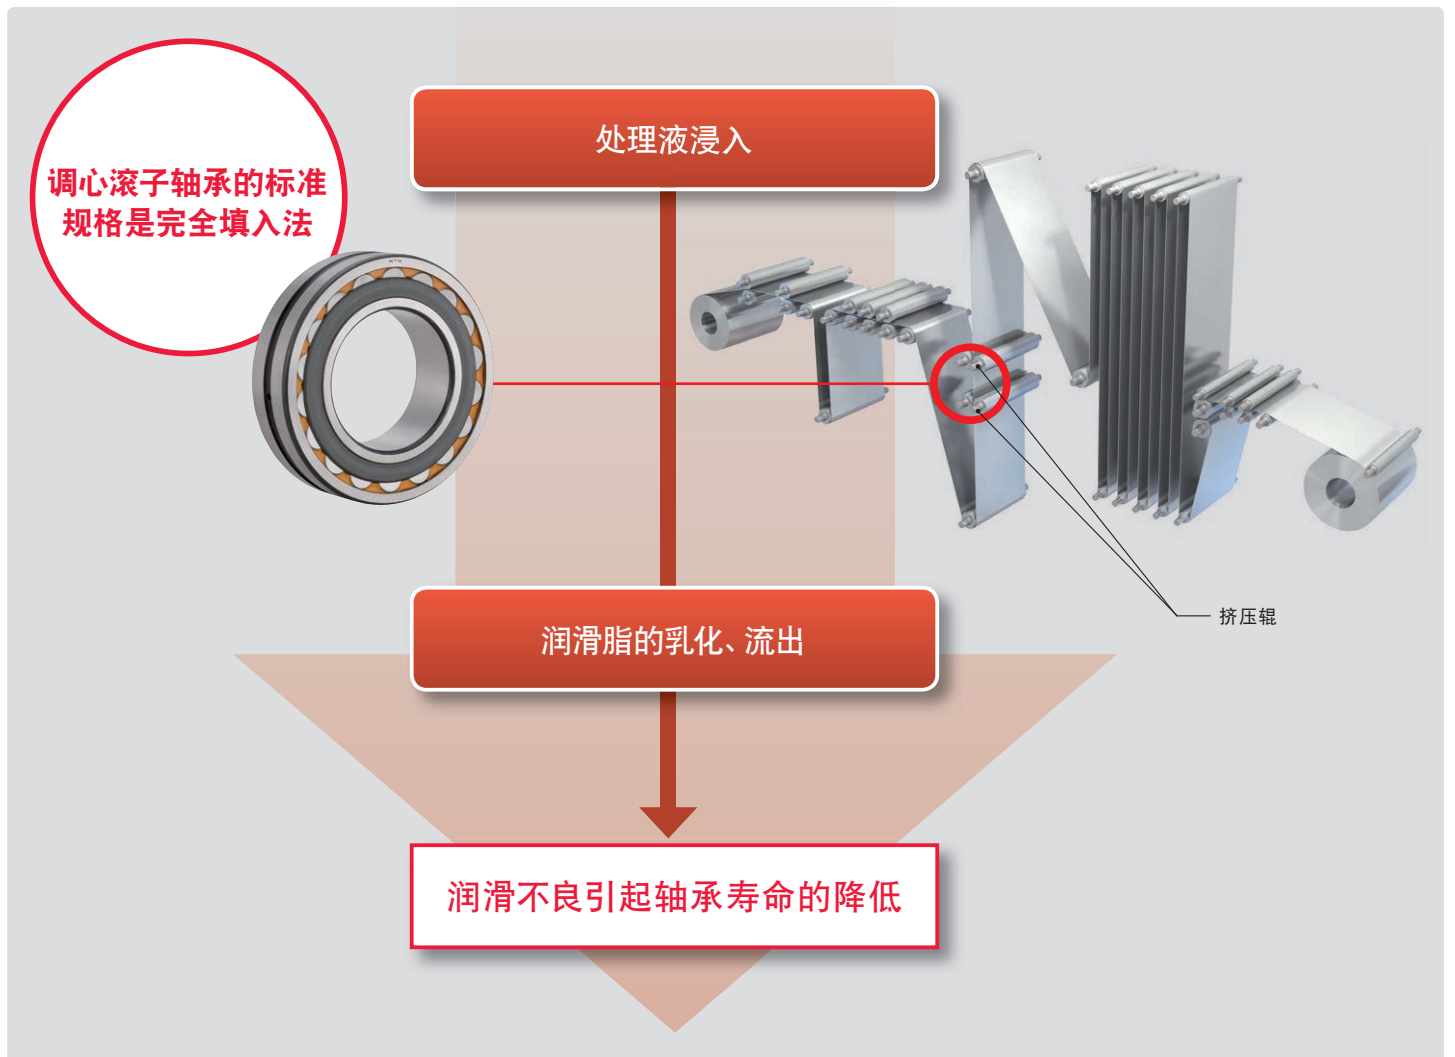 处理液浸入
调心滚子轴承的标准
规格是完全填入法
NTN
挤压辊
润滑脂的乳化、流出
润滑不良引起轴承寿命的降低